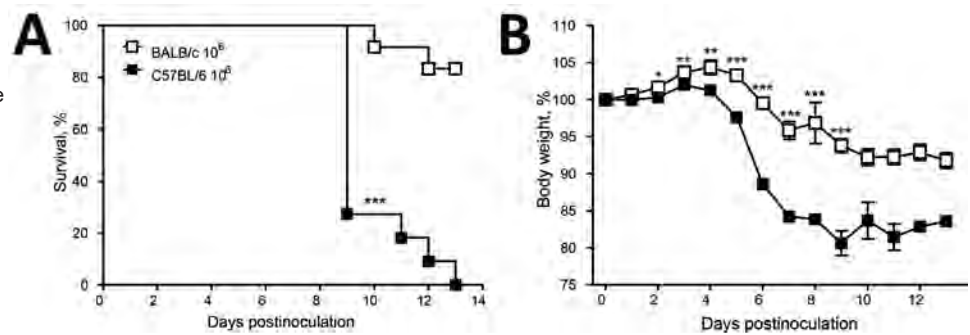 A
100
80
60
40
20
0
Survival, %
BALB/c 10⁶
C57BL/6 10⁶
***
0 2 4 6 8 10 12 14
Days postinoculation
e
B
110
105
100
95
90
85
80
75
Body weight, %
* ** ** *** *** *** *** ***
0 2 4 6 8 10 12
Days postinoculation